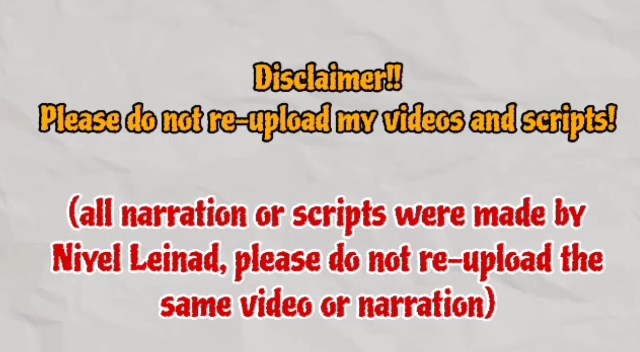 Disclaimer!!
Please do not re-upload my videos and scripts!
(all narration or scripts were made by
Nivel Leinad, please do not re-upload the
same video or narration)